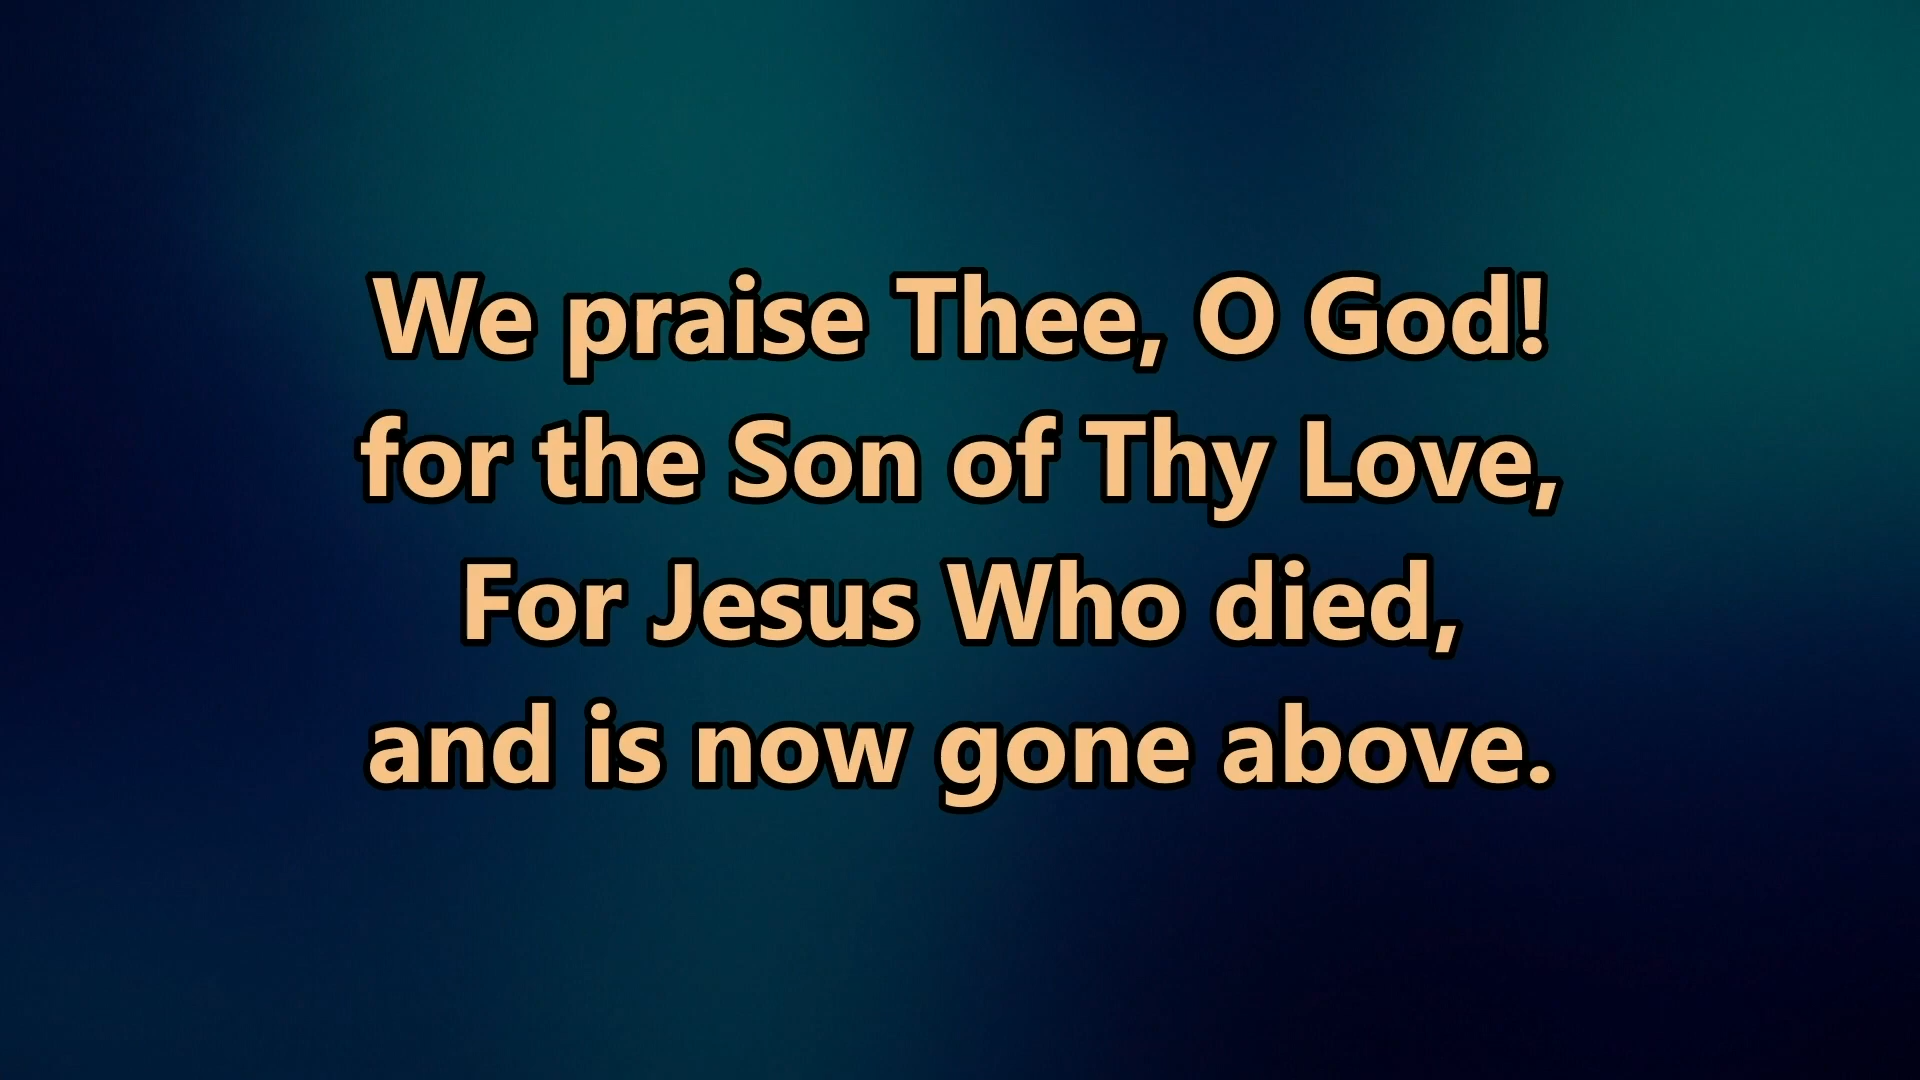 We praise Thee, O God!
for the Son of Thy Love,
For Jesus Who died,
and is now gone above.